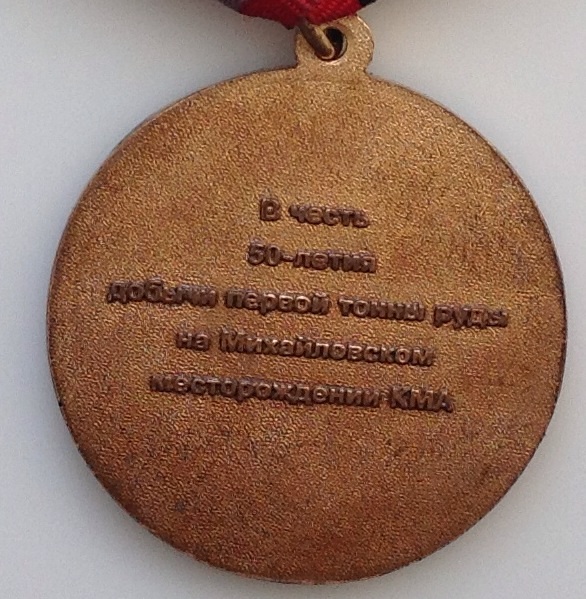 В честь
50-летия
добычи первой тонны руды
на Михайловском
месторождении КМА